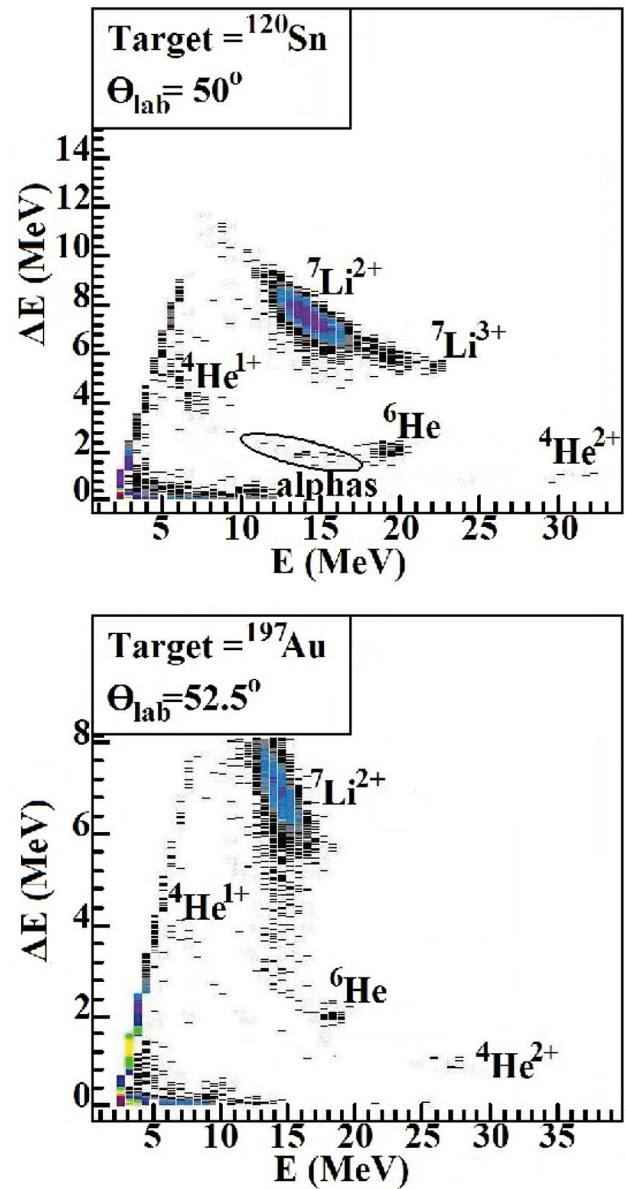 Target = ¹²⁰Sn
Θlab= 50°
14
12
10
8
6
4
2
0
ΔE (MeV)
⁷Li²⁺
⁷Li³⁺
⁴He¹⁺
⁶He
⁴He²⁺
alphas
5 10 15 20 25 30
E (MeV)
Target = ¹⁹⁷Au
Θlab=52.5°
8
6
4
2
0
ΔE (MeV)
⁷Li²⁺
⁴He¹⁺
⁶He
⁴He²⁺
5 10 15 20 25 30 35
E (MeV)